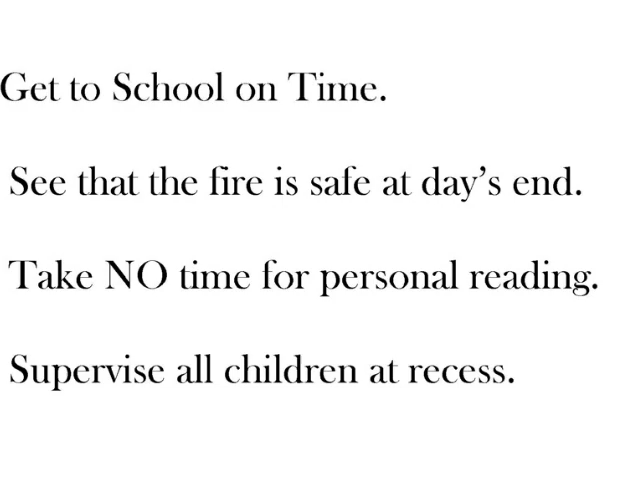 Get to School on Time.
See that the fire is safe at day’s end.
Take NO time for personal reading.
Supervise all children at recess.